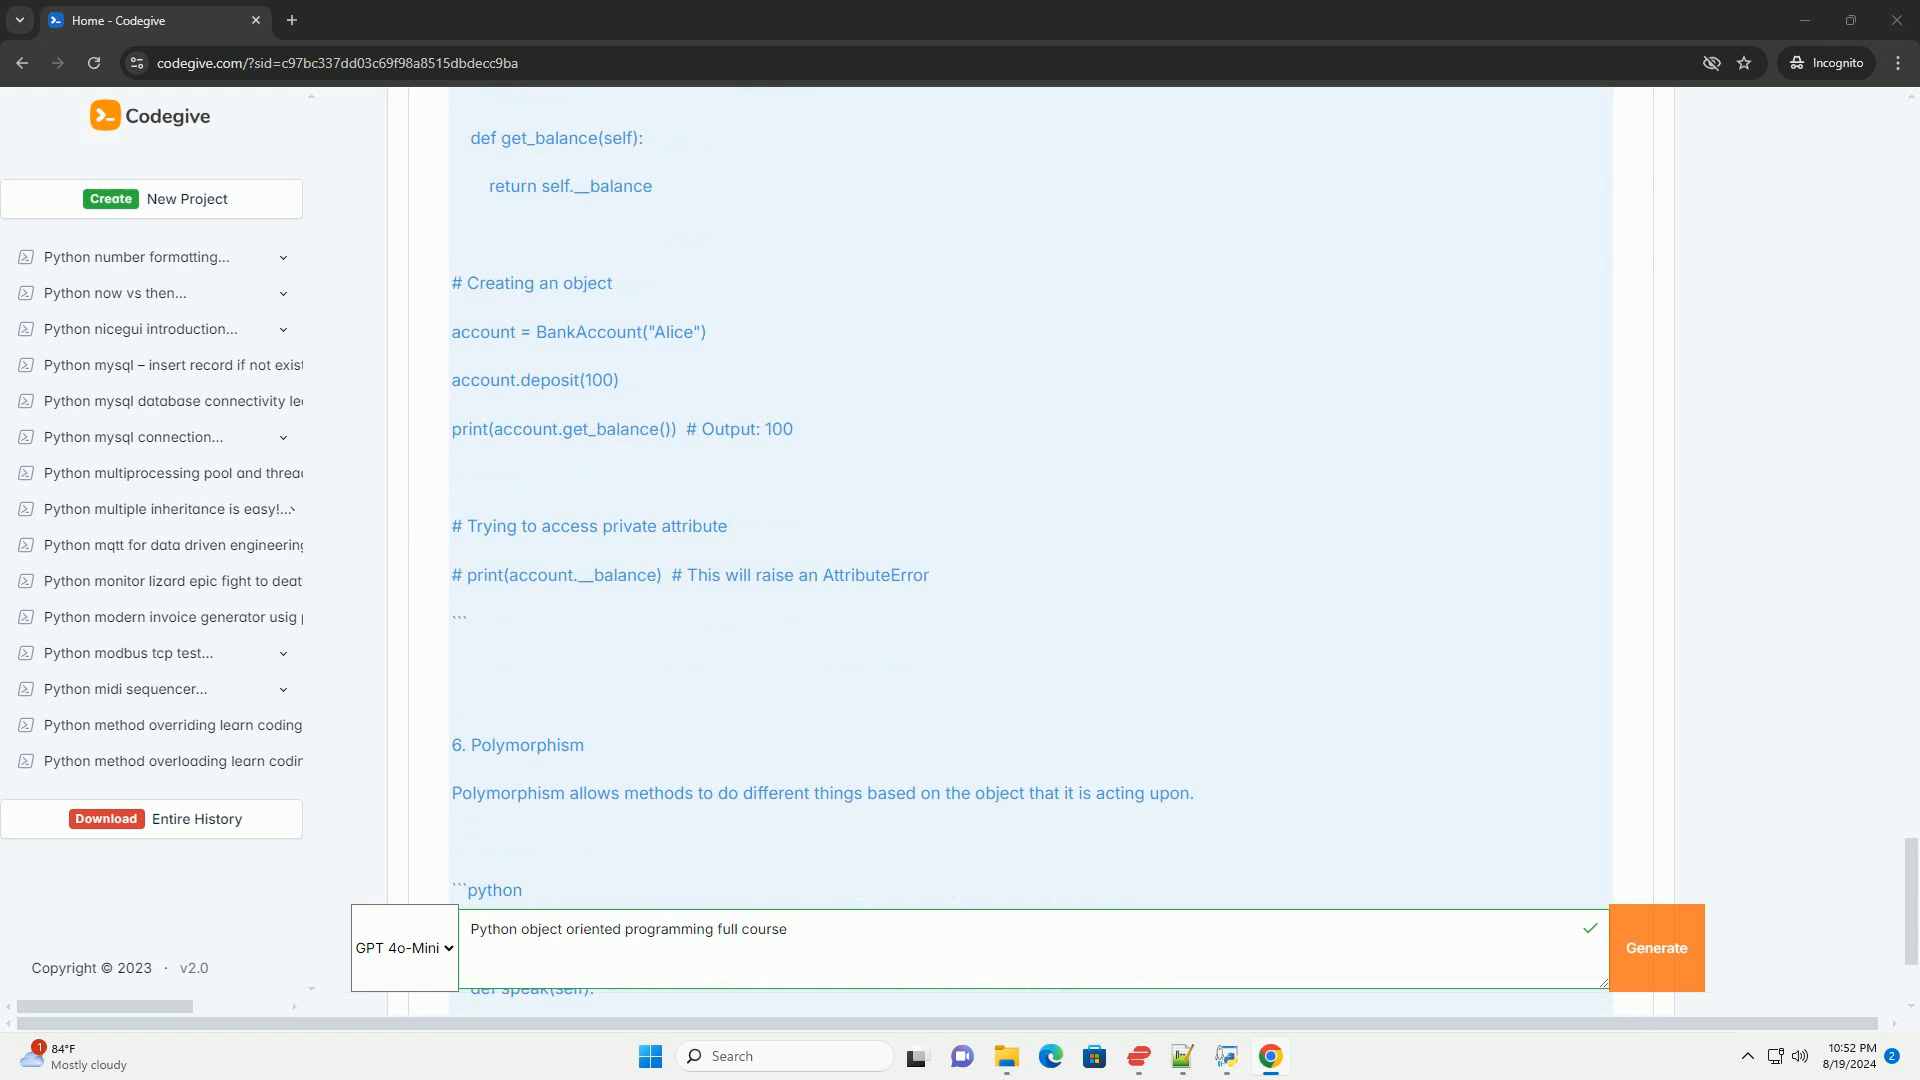 Home - Codegive
codegive.com/?sid=c97bc337dd03c69f98a8515dbdecc9ba
Incognito
Codegive
Create New Project
Python number formatting...
Python now vs then...
Python nicegui introduction...
Python mysql – insert record if not exist
Python mysql database connectivity le
Python mysql connection...
Python multiprocessing pool and threa
Python multiple inheritance is easy!...
Python mqtt for data driven engineering
Python monitor lizard epic fight to deat
Python modern invoice generator usig p
Python modbus tcp test...
Python midi sequencer...
Python method overriding learn coding
Python method overloading learn codin
Download Entire History
Copyright © 2023 · v2.0
def get_balance(self):
return self.__balance
# Creating an object
account = BankAccount("Alice")
account.deposit(100)
print(account.get_balance())  # Output: 100
# Trying to access private attribute
# print(account.__balance)  # This will raise an AttributeError
```
6. Polymorphism
Polymorphism allows methods to do different things based on the object that it is acting upon.
```python
def speak(self):
GPT 4o-Mini
Python object oriented programming full course
Generate
1
84°F
Mostly cloudy
Search
10:52 PM
8/19/2024
2